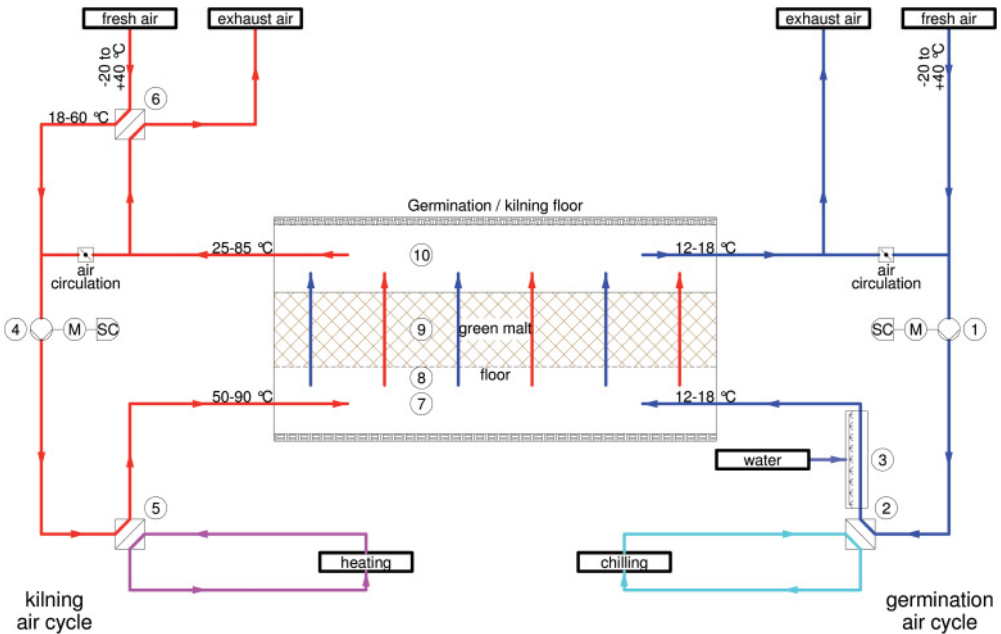 fresh air
exhaust air
exhaust air
fresh air
-20 to
+40 °C
-20 to
+40 °C
6
18-60 °C
Germination / kilning floor
25-85 °C
10
12-18 °C
air
circulation
air
circulation
4
M
SC
9
green malt
SC
M
1
8
floor
50-90 °C
7
12-18 °C
water
3
5
2
heating
chilling
kilning
air cycle
germination
air cycle